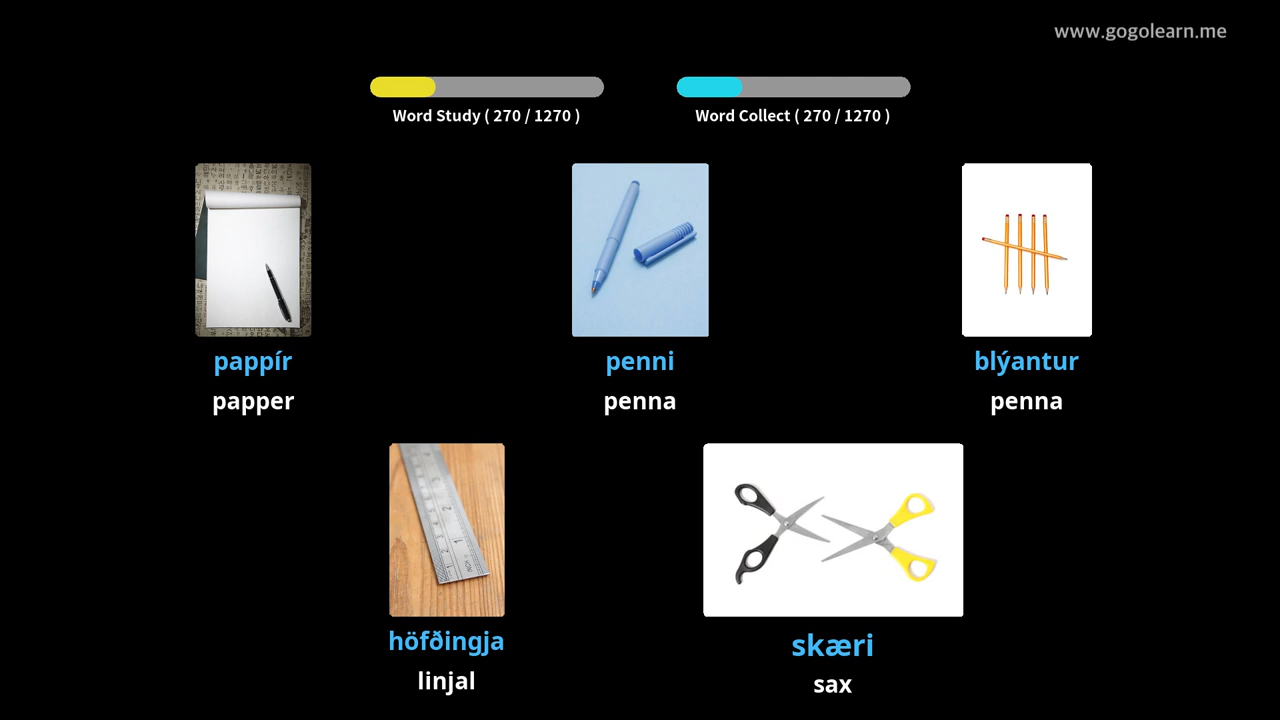 www.gogolearn.me
Word Study ( 270 / 1270 )
Word Collect ( 270 / 1270 )
pappír
papper
penni
penna
blýantur
penna
höfðingja
linjal
skæri
sax